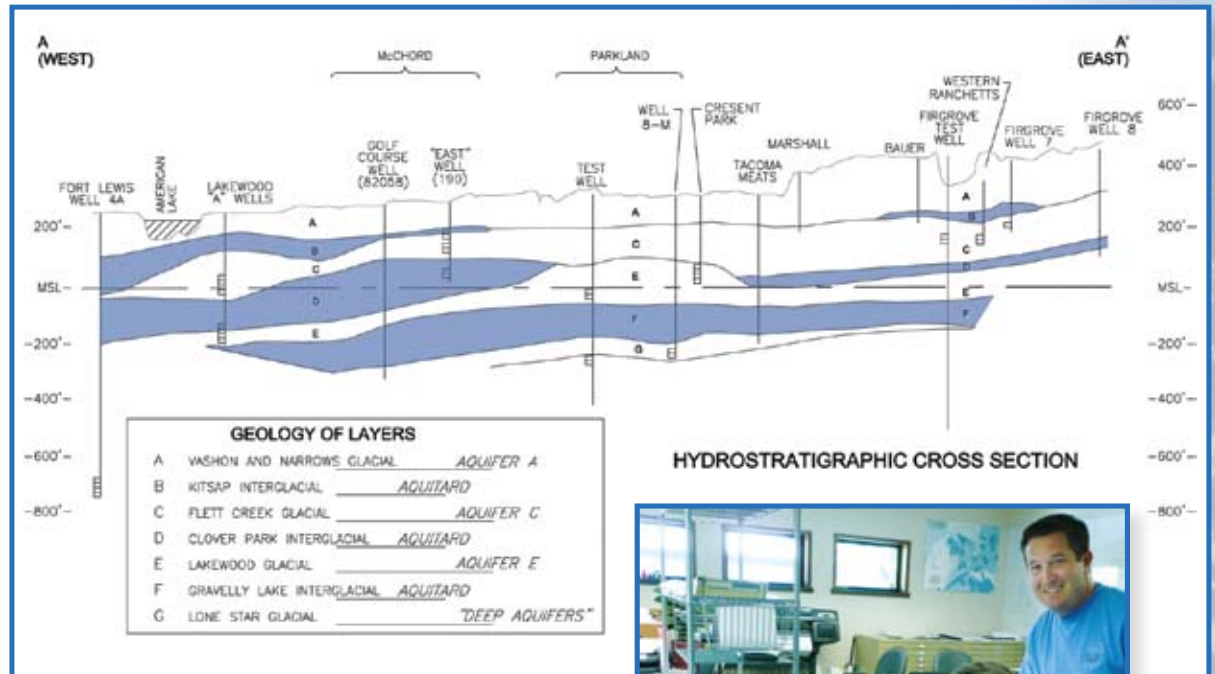 A
(WEST)
McCHORD
PARKLAND
A'
(EAST)
WESTERN
RANCHETTS
600'
400'
WELL
8-M
CRESENT
PARK
FIRGROVE
TEST
WELL
FIRGROVE
WELL 7
FIRGROVE
WELL 8
GOLF
COURSE
WELL
(82058)
"EAST"
WELL
(190)
TEST
WELL
TACOMA
MEATS
MARSHALL
BAUER
FORT LEWIS
WELL 4A
AMERICAN
LAKE
LAKEWOOD
"A" WELLS
200'
MSL
-200'
-400'
-600'
-800'
A
B
C
D
E
A
C
E
F
G
A
B
C
D
E
F
200'
MSL
-200'
-400'
-600'
-800'
GEOLOGY OF LAYERS
A VASHON AND NARROWS GLACIAL AQUIFER A
B KITSAP INTERGLACIAL AQUITARD
C FLETT CREEK GLACIAL AQUIFER C
D CLOVER PARK INTERGLACIAL AQUITARD
E LAKEWOOD GLACIAL AQUIFER E
F GRAVELLY LAKE INTERGLACIAL AQUITARD
G LONE STAR GLACIAL "DEEP AQUIFERS"
HYDROSTRATIGRAPHIC CROSS SECTION